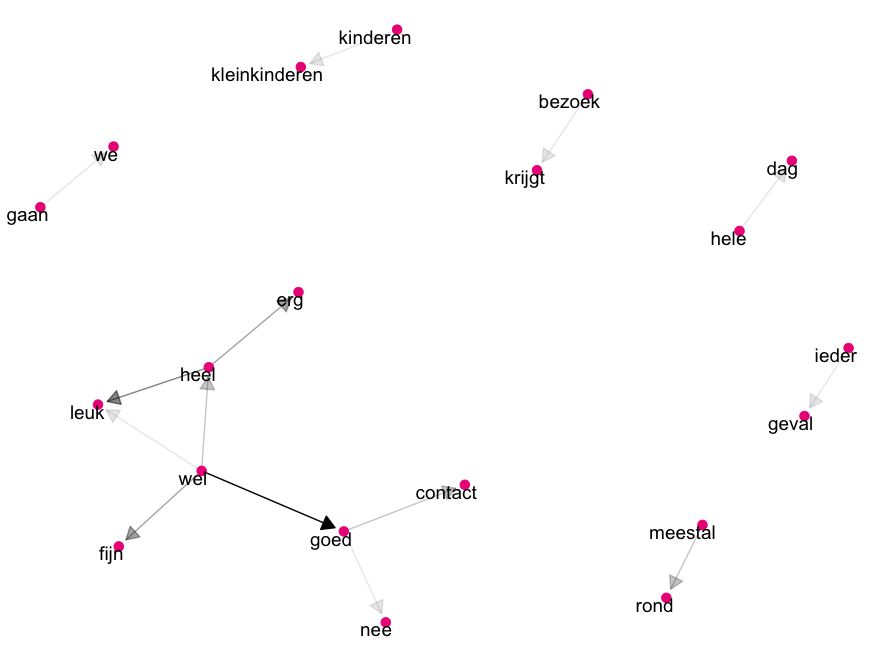 kinderen
kleinkinderen
bezoek
we
dag
krijgt
gaan
hele
erg
ieder
heel
leuk
geval
wel
contact
meestal
goed
fijn
rond
nee